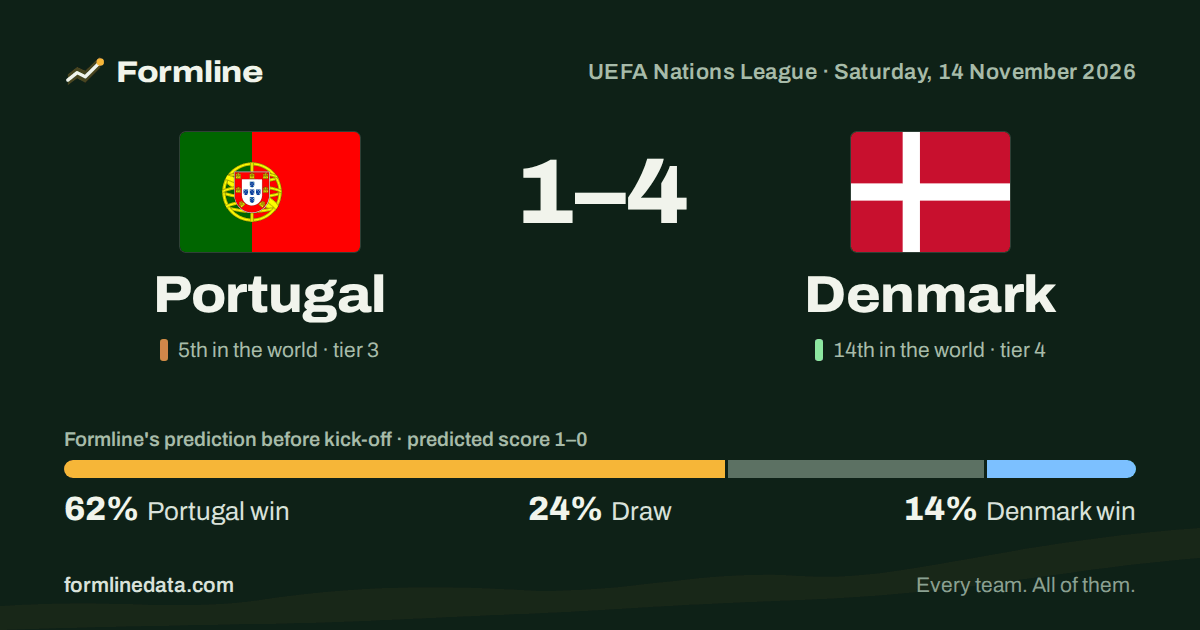 Formline
UEFA Nations League · Saturday, 14 November 2026
1–4
Portugal
Denmark
5th in the world · tier 3
14th in the world · tier 4
Formline's prediction before kick-off · predicted score 1–0
62% Portugal win
24% Draw
14% Denmark win
formlinedata.com
Every team. All of them.